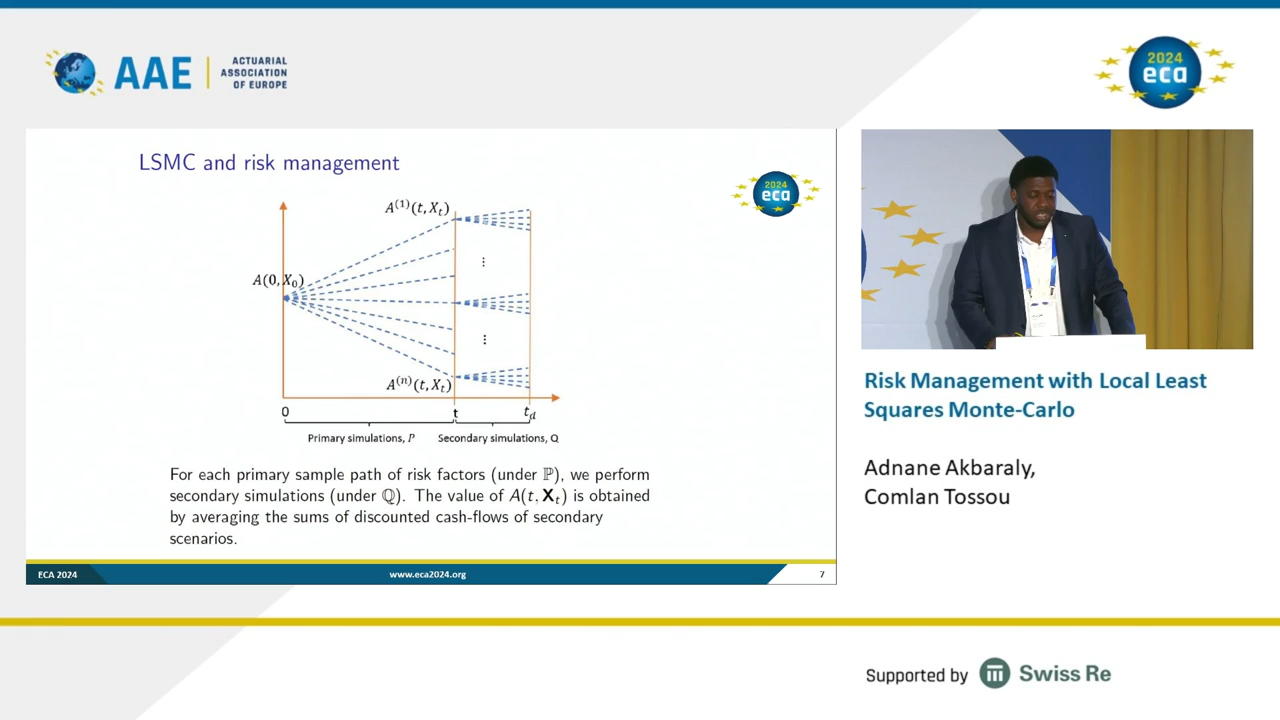 AAE
ACTUARIAL
ASSOCIATION
OF EUROPE
2024
eca
LSMC and risk management
2024
eca
A⁽¹⁾(t, Xₜ)
A(0, X₀)
⋮
⋮
A⁽ⁿ⁾(t, Xₜ)
0 t t_d
Primary simulations, P Secondary simulations, Q
For each primary sample path of risk factors (under ℙ), we perform
secondary simulations (under ℚ). The value of A(t, 𝐗ₜ) is obtained
by averaging the sums of discounted cash-flows of secondary
scenarios.
ECA 2024 www.eca2024.org 7
Risk Management with Local Least
Squares Monte-Carlo
Adnane Akbaraly,
Comlan Tossou
Supported by Swiss Re